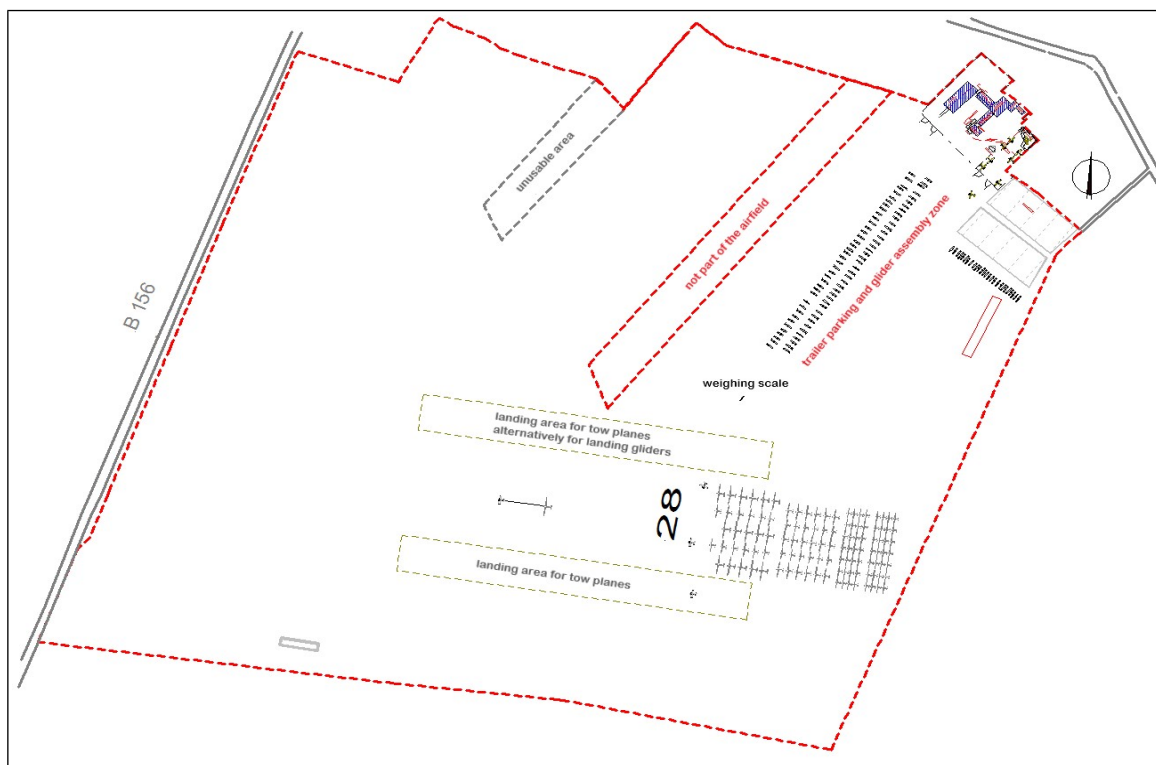 unusable area
not part of the airfield
trailer parking and glider assembly zone
B 156
weighing scale
landing area for tow planes
alternatively for landing gliders
28
landing area for tow planes